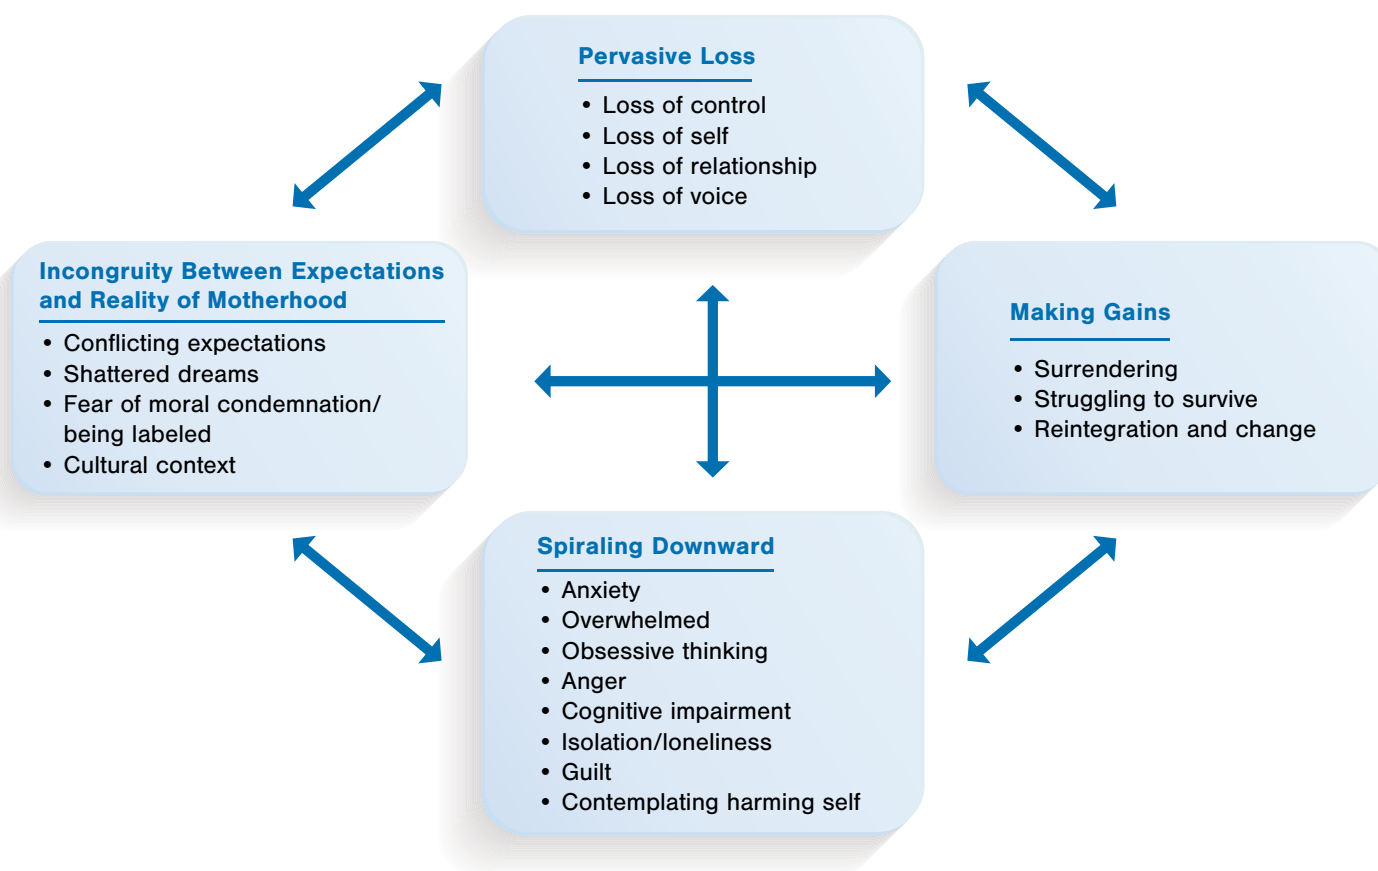 Pervasive Loss
• Loss of control
• Loss of self
• Loss of relationship
• Loss of voice
Incongruity Between Expectations
and Reality of Motherhood
• Conflicting expectations
• Shattered dreams
• Fear of moral condemnation/
being labeled
• Cultural context
Making Gains
• Surrendering
• Struggling to survive
• Reintegration and change
Spiraling Downward
• Anxiety
• Overwhelmed
• Obsessive thinking
• Anger
• Cognitive impairment
• Isolation/loneliness
• Guilt
• Contemplating harming self